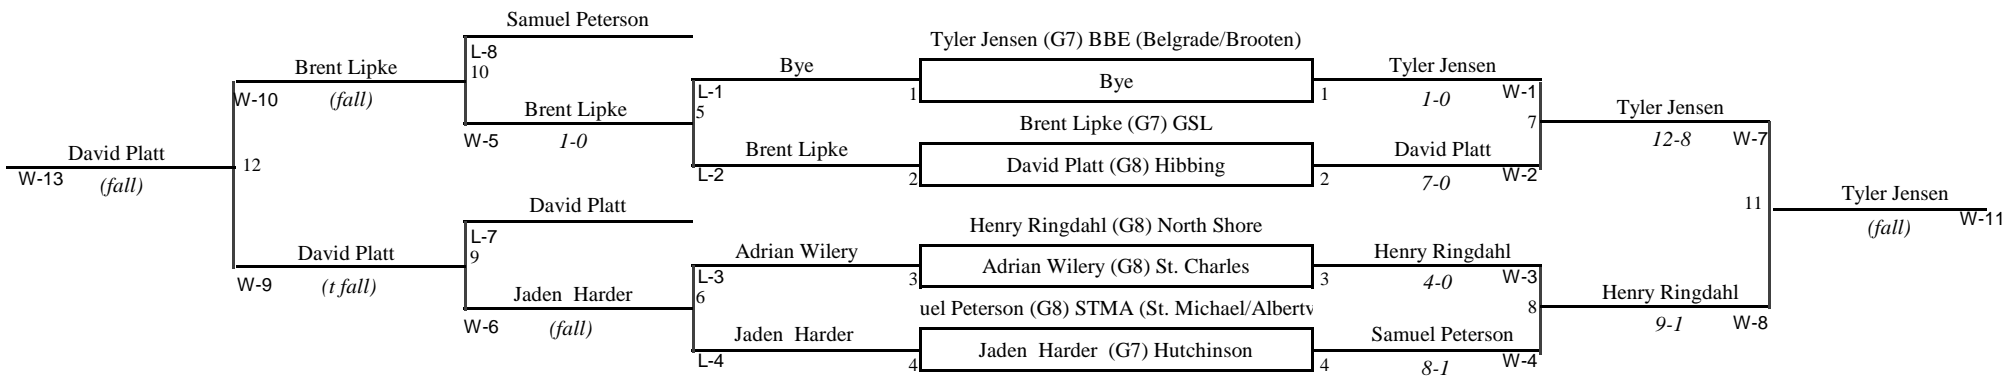 Samuel Peterson
Tyler Jensen (G7) BBE (Belgrade/Brooten)
L-8
Brent Lipke
10
Bye
Bye
Tyler Jensen
W-10
(fall)
L-1
1
1
1-0
W-1
Brent Lipke
5
Tyler Jensen
W-5
1-0
Brent Lipke (G7) GSL
7
12-8
W-7
David Platt
12
Brent Lipke
David Platt (G8) Hibbing
David Platt
W-13
(fall)
L-2
2
2
7-0
W-2
David Platt
Tyler Jensen
11
L-7
Henry Ringdahl (G8) North Shore
(fall)
W-11
David Platt
9
Adrian Wilery
Adrian Wilery (G8) St. Charles
Henry Ringdahl
W-9
(t fall)
L-3
3
3
4-0
W-3
Jaden Harder
6
Henry Ringdahl
W-6
(fall)
uel Peterson (G8) STMA (St. Michael/Albertv
8
9-1
W-8
Jaden Harder
Jaden Harder (G7) Hutchinson
Samuel Peterson
L-4
4
4
8-1
W-4